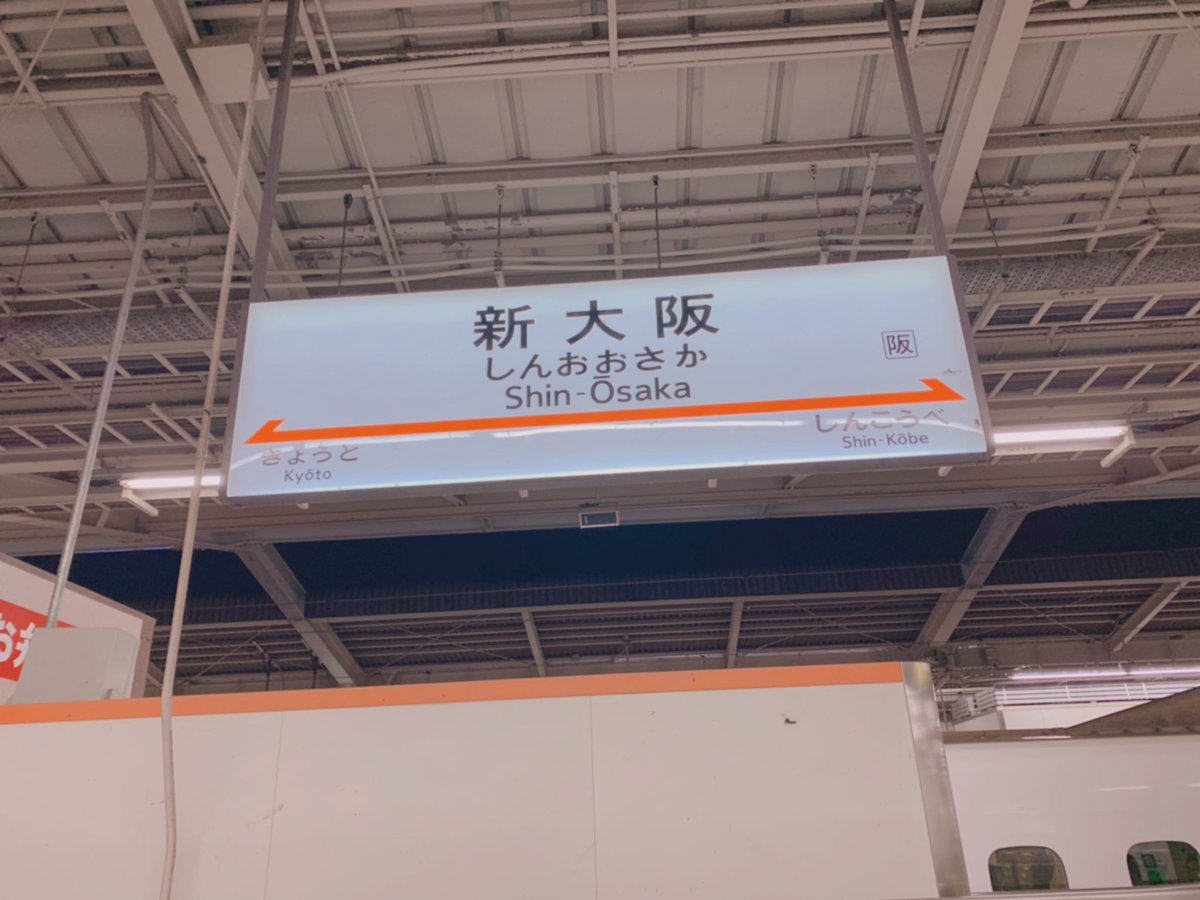 新大阪
しんおおさか
Shin-Ōsaka
阪
きょうと
Kyōto
しんこうべ
Shin-Kōbe
お